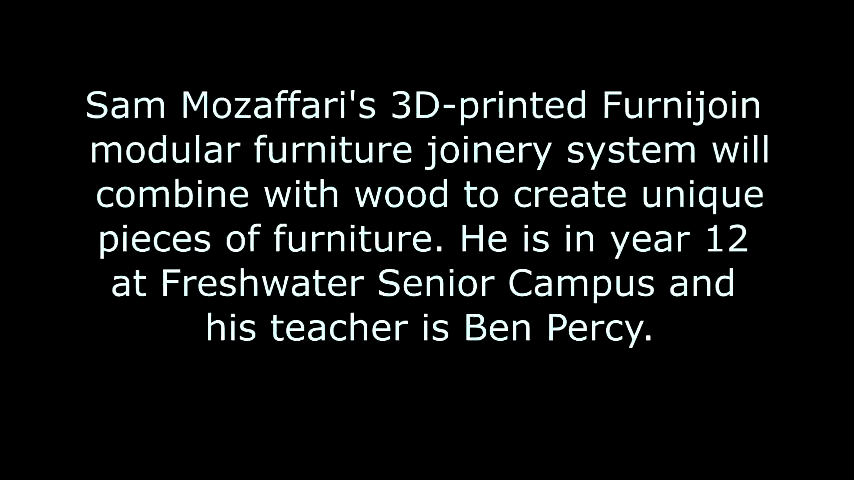 Sam Mozaffari's 3D-printed Furnijoin
modular furniture joinery system will
combine with wood to create unique
pieces of furniture. He is in year 12
at Freshwater Senior Campus and
his teacher is Ben Percy.